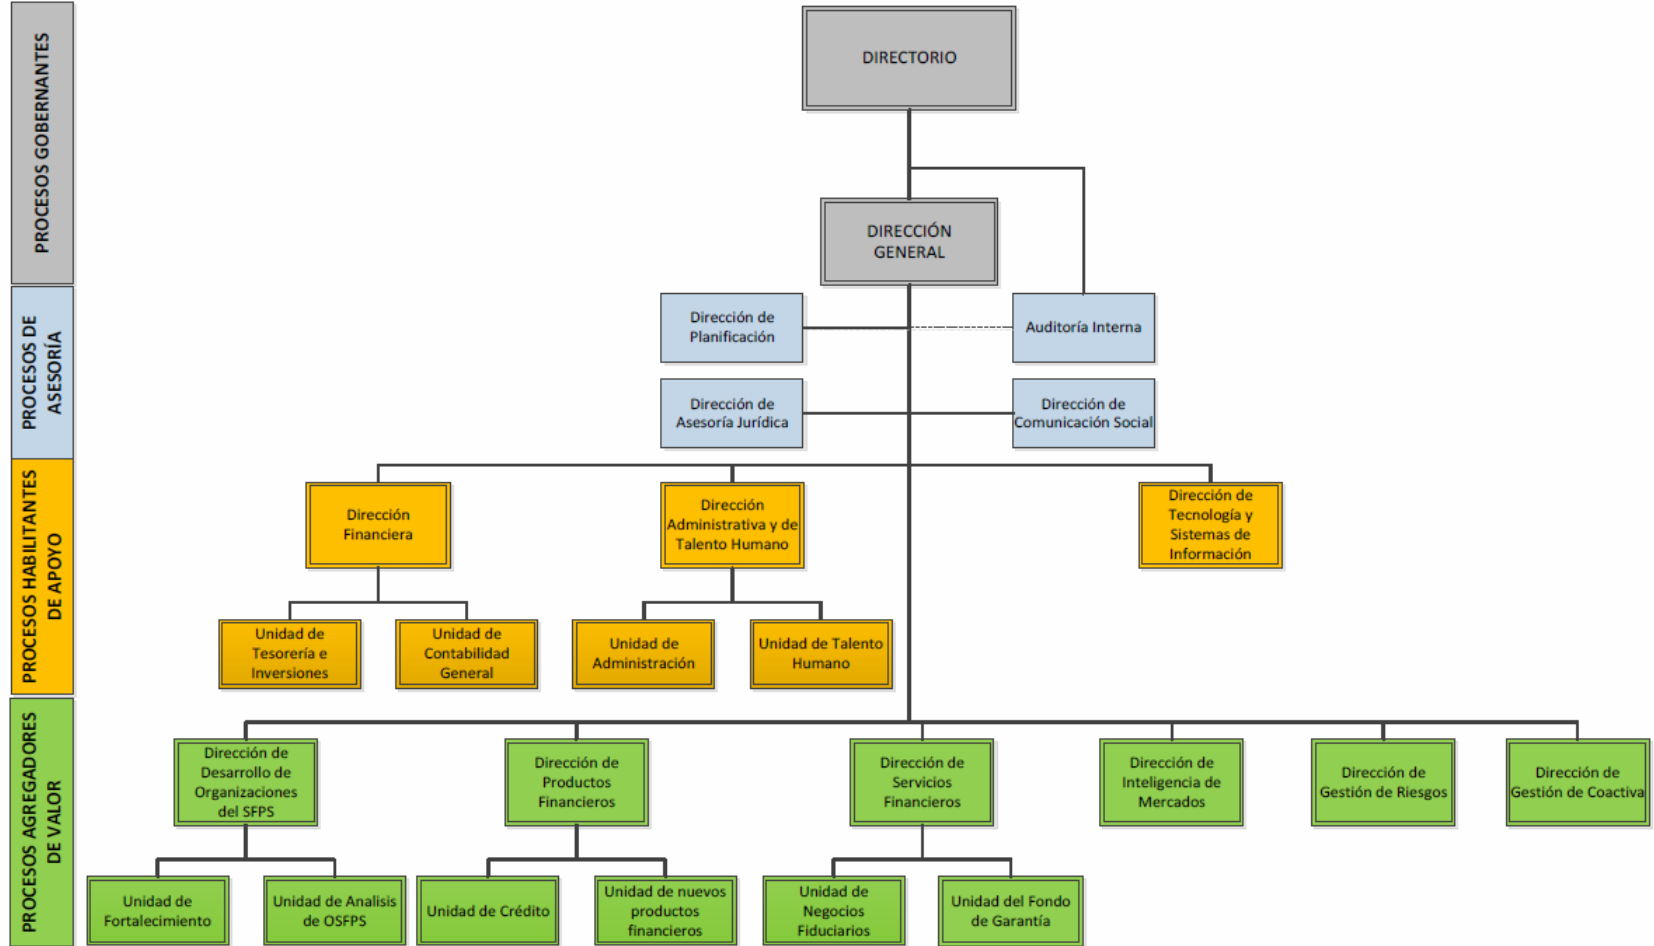 PROCESOS GOBERNANTES
DIRECTORIO
DIRECCIÓN
GENERAL
PROCESOS DE
ASESORÍA
Dirección de
Planificación
Auditoría Interna
Dirección de
Asesoría Jurídica
Dirección de
Comunicación Social
PROCESOS HABILITANTES
DE APOYO
Dirección
Financiera
Dirección
Administrativa y de
Talento Humano
Dirección de
Tecnología y
Sistemas de
Información
Unidad de
Tesorería e
Inversiones
Unidad de
Contabilidad
General
Unidad de
Administración
Unidad de Talento
Humano
PROCESOS AGREGADORES
DE VALOR
Dirección de
Desarrollo de
Organizaciones
del SFPS
Dirección de
Productos
Financieros
Dirección de
Servicios
Financieros
Dirección de
Inteligencia de
Mercados
Dirección de
Gestión de Riesgos
Dirección de
Gestión de Coactiva
Unidad de
Fortalecimiento
Unidad de Analisis
de OSFPS
Unidad de Crédito
Unidad de nuevos
productos
financieros
Unidad de
Negocios
Fiduciarios
Unidad del Fondo
de Garantía